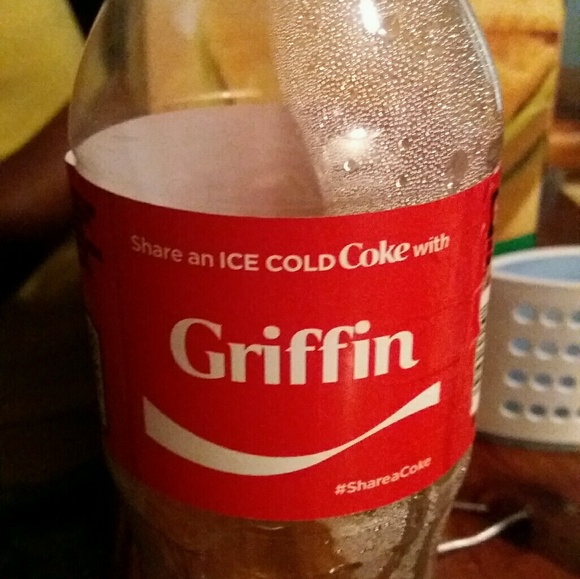 Share an ICE COLD Coke with
Griffin
#ShareaCoke